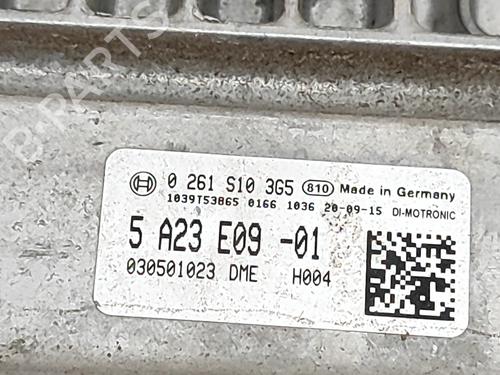 B-PARTS
0 261 S10 3G5 810 Made in Germany
1039T53865 0166 1036 20-09-15 DI-MOTRONIC
5 A23 E09 -01
030501023 DME H004